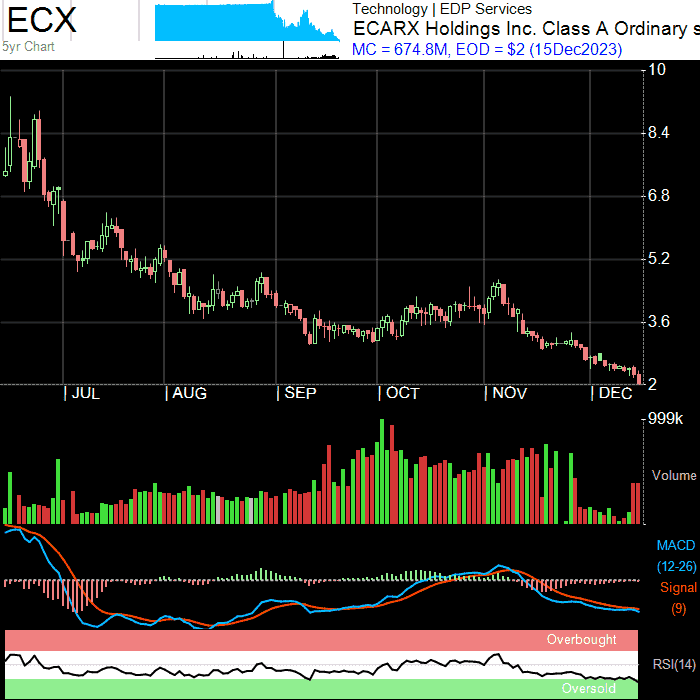 ECX
5yr Chart
Technology | EDP Services
ECARX Holdings Inc. Class A Ordinary s
MC = 674.8M, EOD = $2 (15Dec2023)
10
8.4
6.8
5.2
3.6
2
| JUL | AUG | SEP | OCT | NOV | DEC
999k
Volume
MACD
(12-26)
Signal
(9)
Overbought
RSI(14)
Oversold